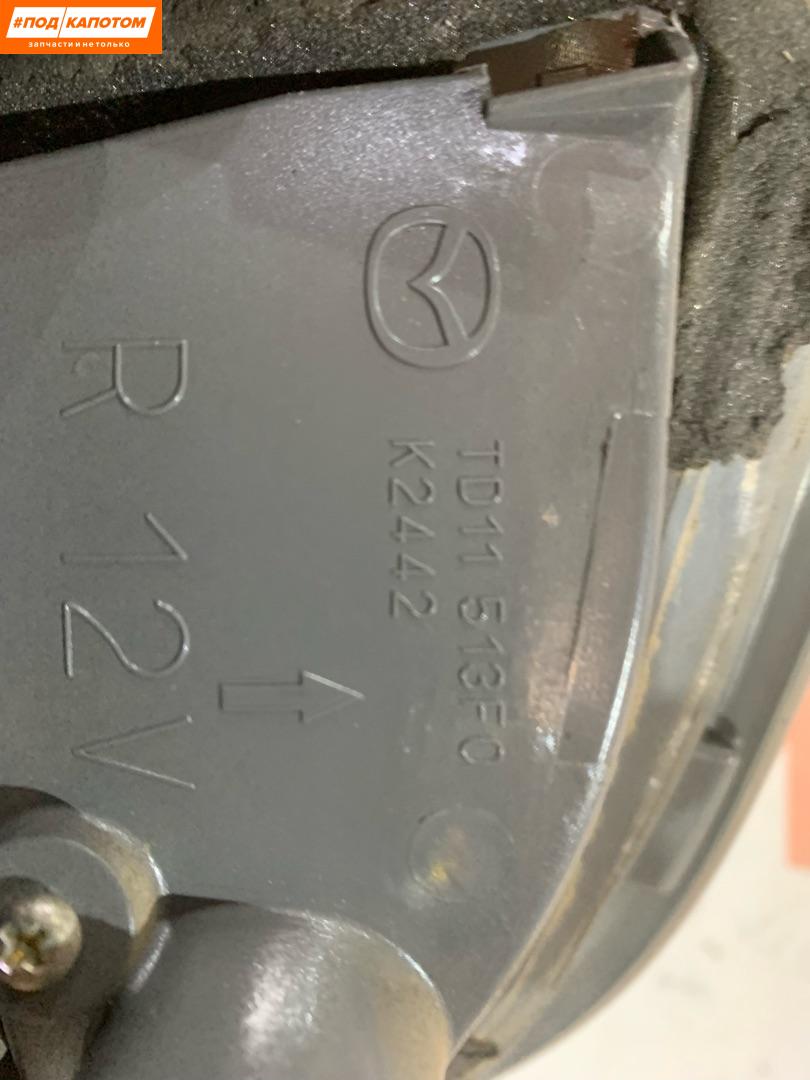 #ПОД КАПОТОМ
запчасти и не только
TD11 513F0
K2442
R 12V